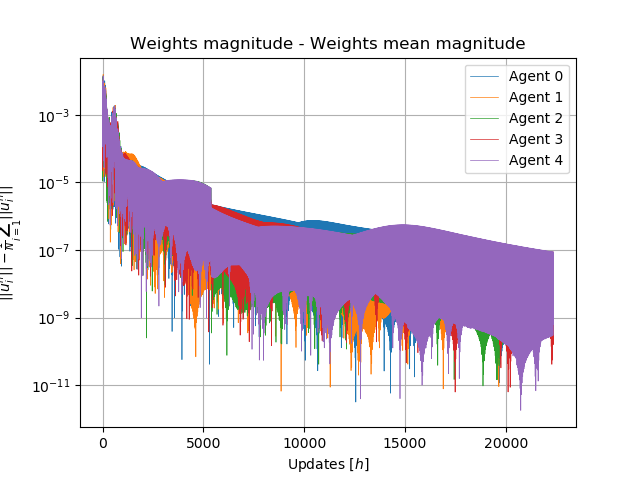 Weights magnitude - Weights mean magnitude
Agent 0
Agent 1
Agent 2
Agent 3
Agent 4
10⁻³
10⁻⁵
10⁻⁷
10⁻⁹
10⁻¹¹
0 5000 10000 15000 20000
Updates [h]